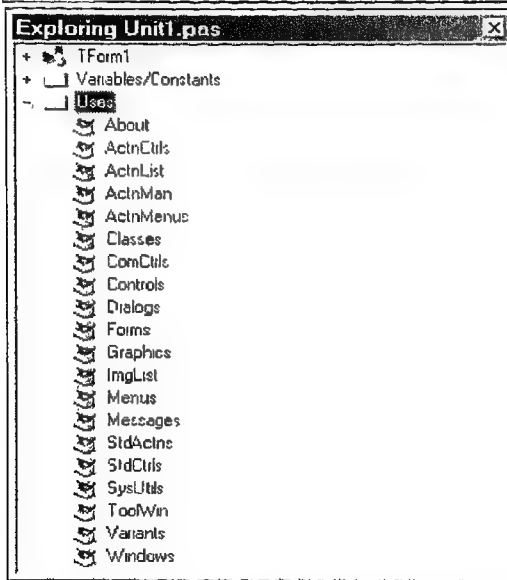 Exploring Unit1.pas
TForm1
Variables/Constants
Uses
About
ActnCtrls
ActnList
ActnMan
ActnMenus
Classes
ComCtrls
Controls
Dialogs
Forms
Graphics
ImgList
Menus
Messages
StdActns
StdCtrls
SysUtils
ToolWin
Variants
Windows